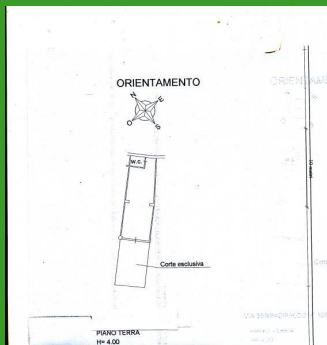 ORIENTAMENTO
N
E
O
S
W.C.
Corte esclusiva
PIANO TERRA
H= 4.00